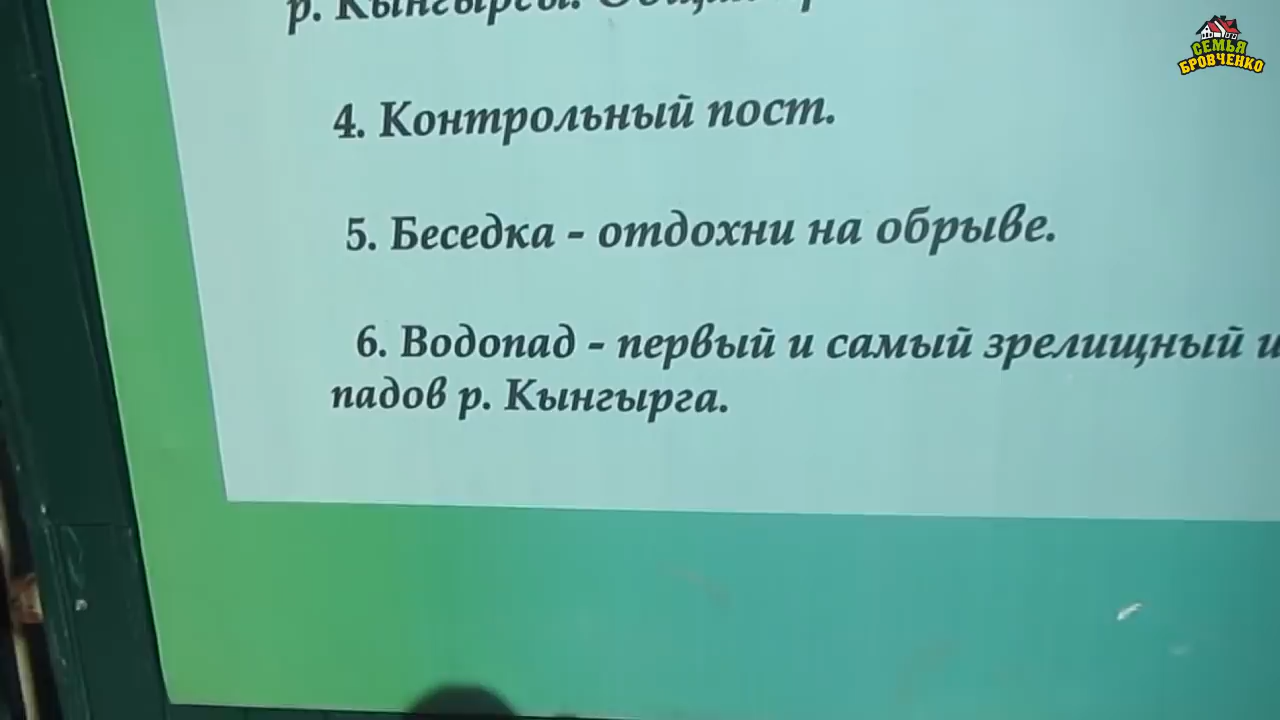 СЕМЬЯ
БРОВЧЕНКО
4. Контрольный пост.
5. Беседка - отдохни на обрыве.
6. Водопад - первый и самый зрелищный
падов р. Кынгырга.